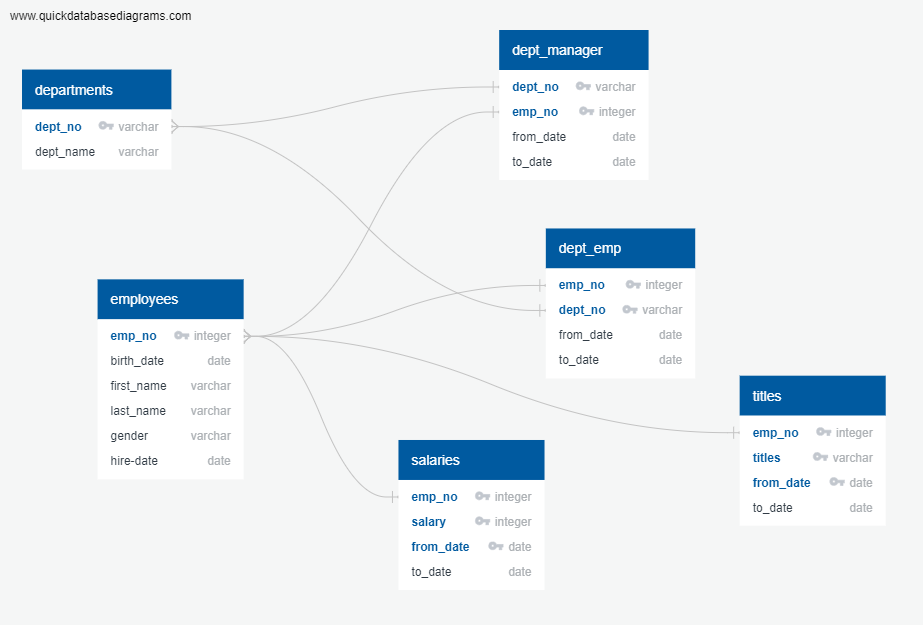 www.quickdatabasediagrams.com
dept_manager
dept_no varchar
emp_no integer
from_date date
to_date date
departments
dept_no varchar
dept_name varchar
dept_emp
emp_no integer
dept_no varchar
from_date date
to_date date
employees
emp_no integer
birth_date date
first_name varchar
last_name varchar
gender varchar
hire-date date
titles
emp_no integer
titles varchar
from_date date
to_date date
salaries
emp_no integer
salary integer
from_date date
to_date date